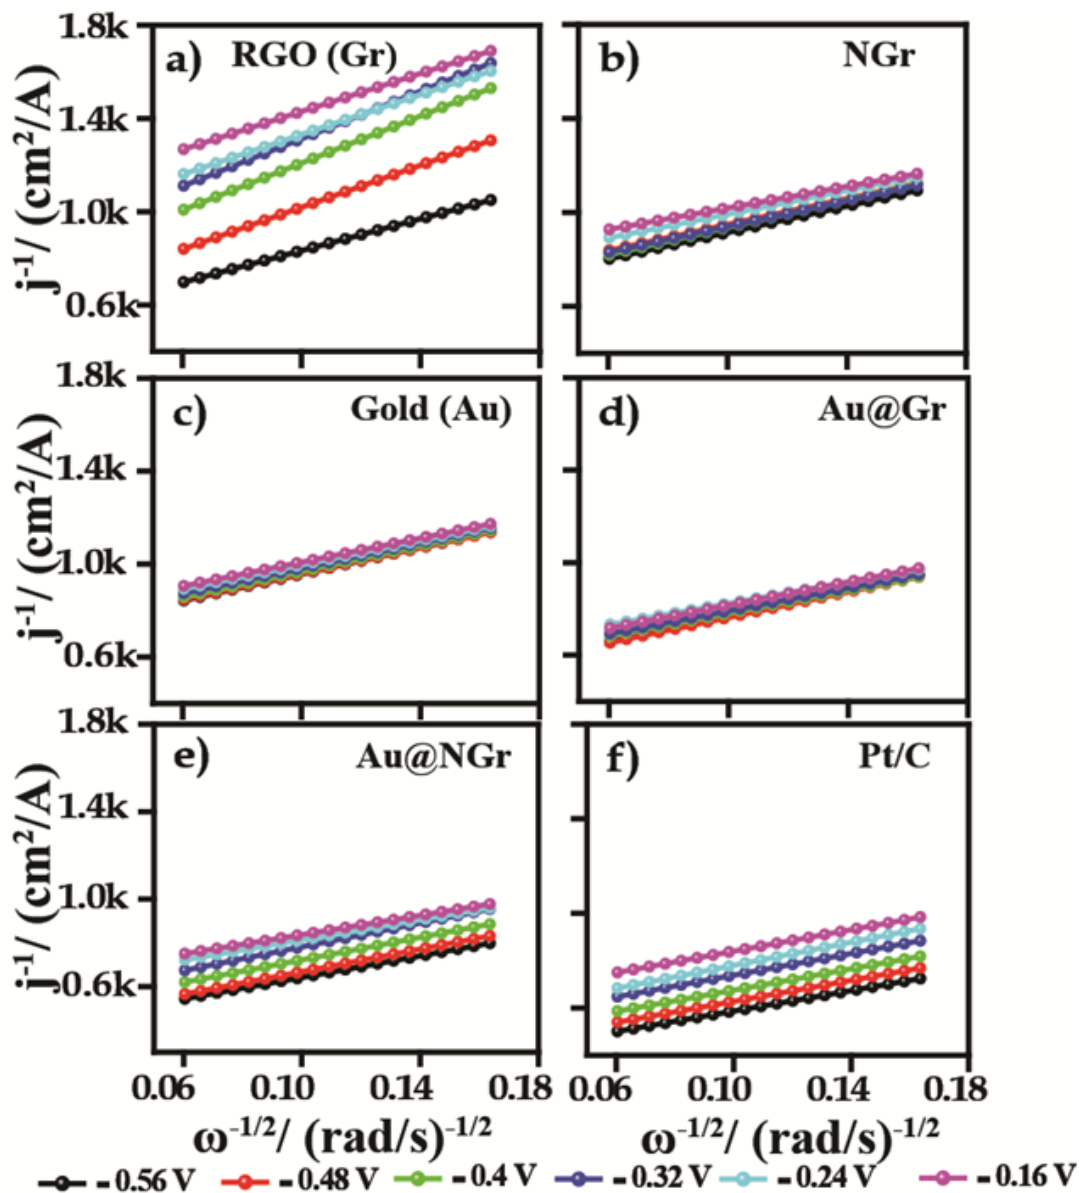 1.8k
a) RGO (Gr)
j⁻¹/ (cm²/A)
1.4k
1.0k
0.6k
b) NGr
1.8k
c) Gold (Au)
j⁻¹/ (cm²/A)
1.4k
1.0k
0.6k
d) Au@Gr
1.8k
e) Au@NGr
j⁻¹/ (cm²/A)
1.4k
1.0k
0.6k
f) Pt/C
0.06 0.10 0.14 0.18
0.06 0.10 0.14 0.18
ω⁻¹/²/ (rad/s)⁻¹/²
ω⁻¹/²/ (rad/s)⁻¹/²
- 0.56 V - 0.48 V - 0.4 V - 0.32 V - 0.24 V - 0.16 V